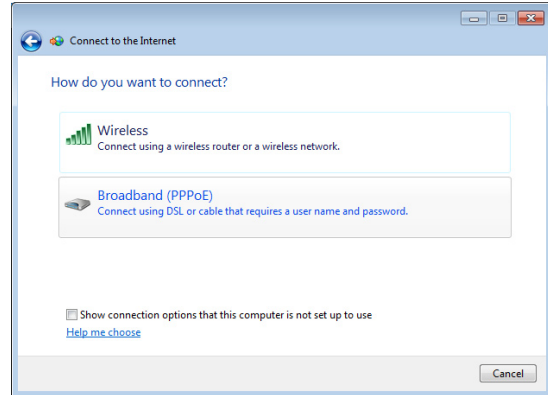 Connect to the Internet
How do you want to connect?
Wireless
Connect using a wireless router or a wireless network.
Broadband (PPPoE)
Connect using DSL or cable that requires a user name and password.
Show connection options that this computer is not set up to use
Help me choose
Cancel